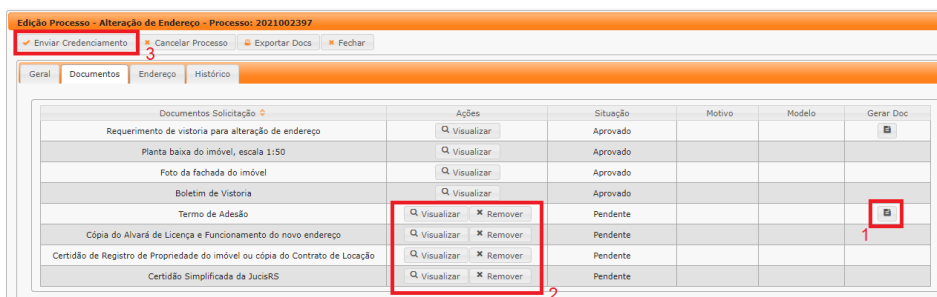 Edição Processo - Alteração de Endereço - Processo: 2021002397
Enviar Credenciamento Cancelar Processo Exportar Docs Fechar
3
Geral Documentos Endereço Histórico
Documentos Solicitação Ações Situação Motivo Modelo Gerar Doc
Requerimento de vistoria para alteração de endereço Visualizar Aprovado
Planta baixa do imóvel, escala 1:50 Visualizar Aprovado
Foto da fachada do imóvel Visualizar Aprovado
Boletim de Vistoria Visualizar Aprovado
Termo de Adesão Visualizar Remover Pendente
1
Cópia do Alvará de Licença e Funcionamento do novo endereço Visualizar Remover Pendente
Certidão de Registro de Propriedade do imóvel ou cópia do Contrato de Locação Visualizar Remover Pendente
Certidão Simplificada da JucisRS Visualizar Remover Pendente
2